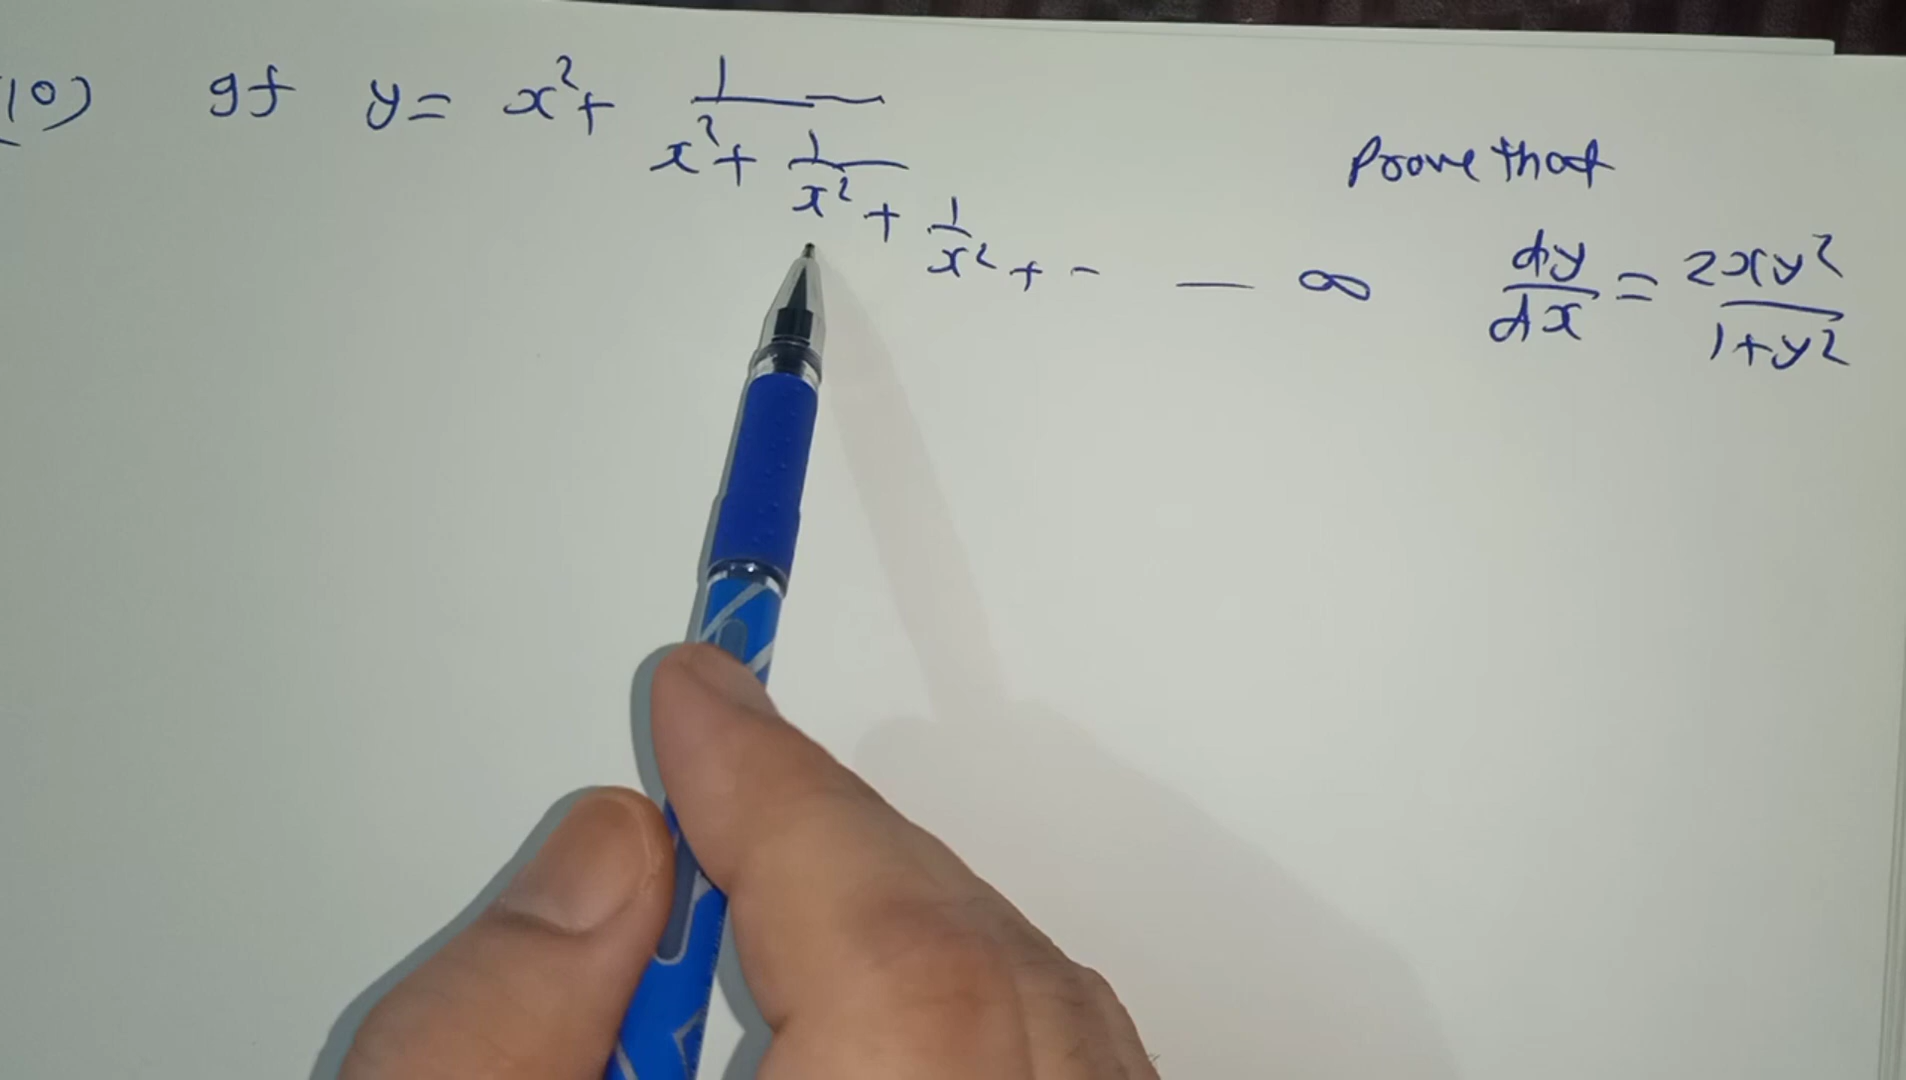 10) If y = x² + 1
x² + 1
x² + 1
x² + - — ∞
Prove that
dy/dx = 2xy²/1+y²